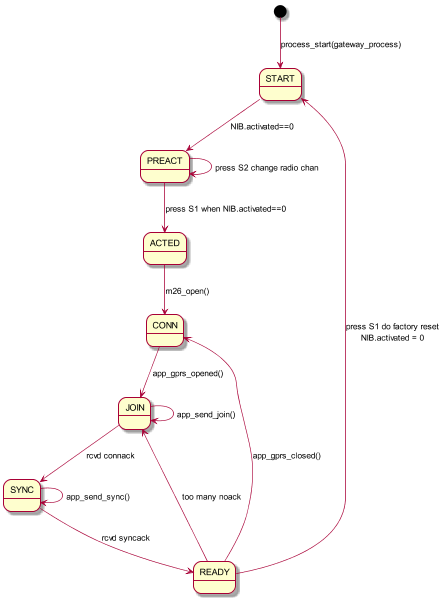 process_start(gateway_process)
START
NIB.activated==0
PREACT
press S2 change radio chan
press S1 when NIB.activated==0
ACTED
m26_open()
CONN
press S1 do factory reset
NIB.activated = 0
app_gprs_opened()
JOIN
app_send_join()
rcvd connack
app_gprs_closed()
SYNC
app_send_sync()
too many noack
rcvd syncack
READY